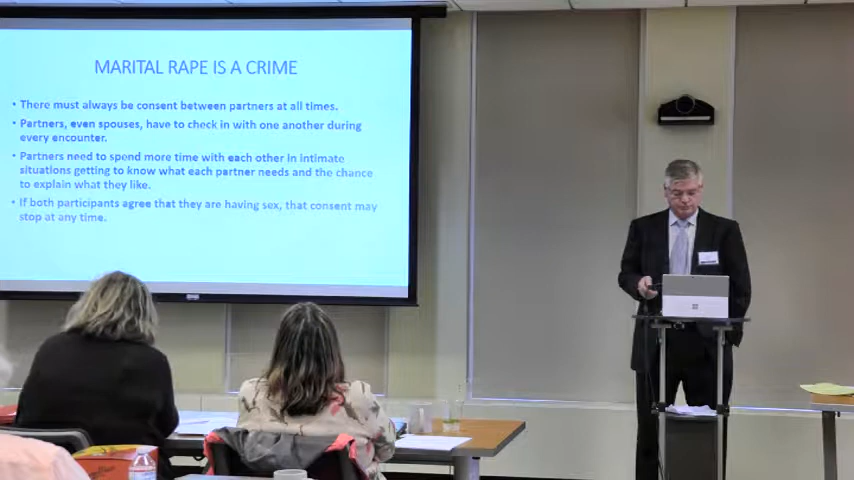 MARITAL RAPE IS A CRIME
• There must always be consent between partners at all times.
• Partners, even spouses, have to check in with one another during
every encounter.
• Partners need to spend more time with each other in intimate
situations getting to know what each partner needs and the chance
to explain what they like.
• If both participants agree that they are having sex, that consent may
stop at any time.